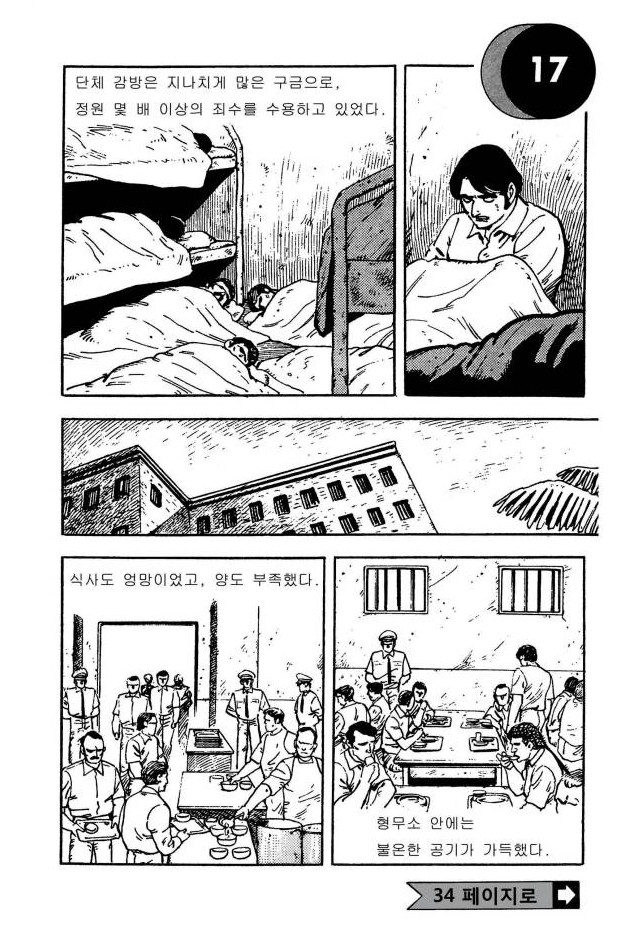 17
단체 감방은 지나치게 많은 구금으로,
정원 몇 배 이상의 죄수를 수용하고 있었다.
식사도 엉망이었고, 양도 부족했다.
형무소 안에는
불온한 공기가 가득했다.
34 페이지로